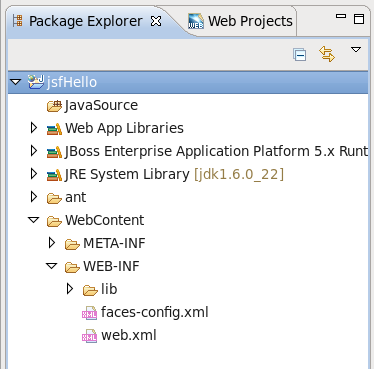 Package Explorer
Web Projects
jsfHello
JavaSource
Web App Libraries
JBoss Enterprise Application Platform 5.x Runt
JRE System Library [jdk1.6.0_22]
ant
WebContent
META-INF
WEB-INF
lib
faces-config.xml
web.xml